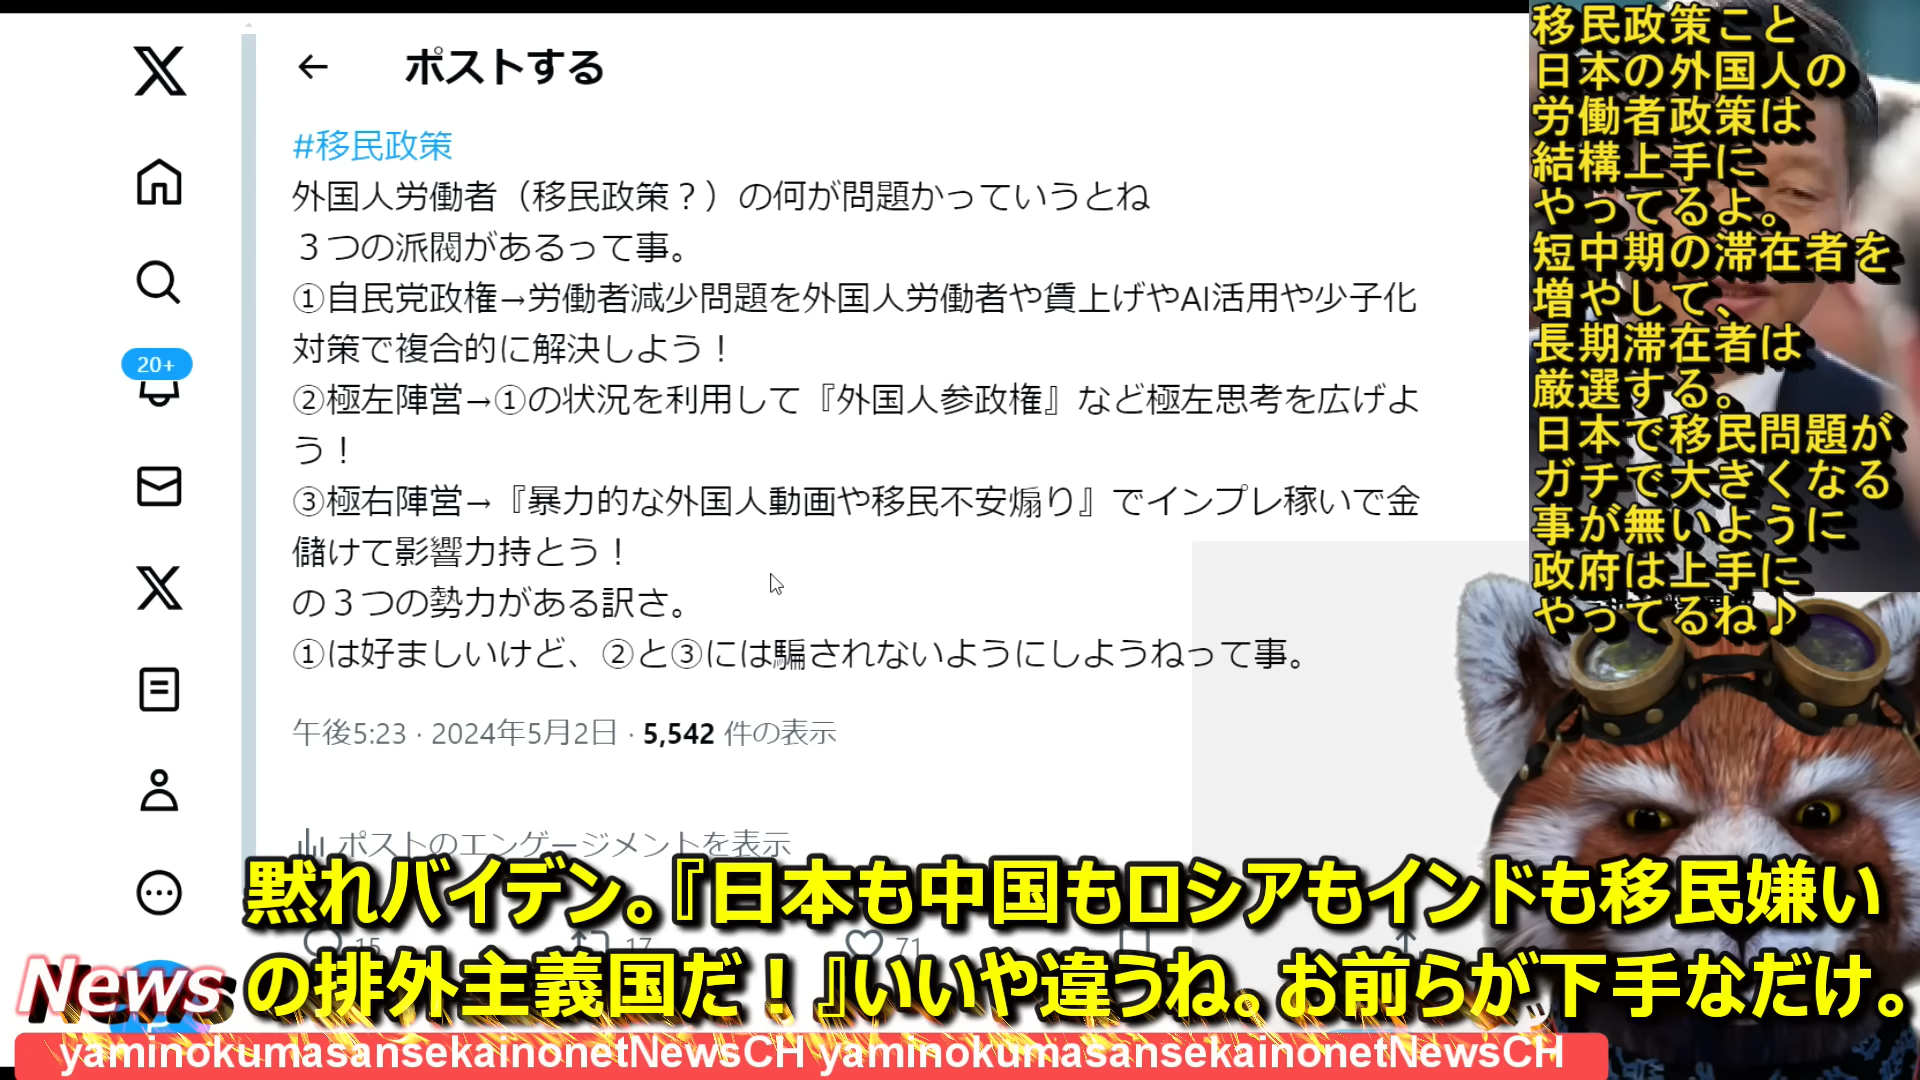 ポストする
#移民政策
外国人労働者（移民政策？）の何が問題かっていうとね
３つの派閥があるって事。
①自民党政権→労働者減少問題を外国人労働者や賃上げやAI活用や少子化
対策で複合的に解決しよう！
②極左陣営→①の状況を利用して『外国人参政権』など極左思考を広げよ
う！
③極右陣営→『暴力的な外国人動画や移民不安煽り』でインプレ稼いで金
儲けて影響力持とう！
の３つの勢力がある訳さ。
①は好ましいけど、②と③には騙されないようにしようねって事。
午後5:23 · 2024年5月2日 · 5,542 件の表示
ポストのエンゲージメントを表示
15 17 71
20+
移民政策こと
日本の外国人の
労働者政策は
結構上手に
やってるよ。
短中期の滞在者を
増やして、
長期滞在者は
厳選する。
日本で移民問題が
ガチで大きくなる
事が無いように
政府は上手に
やってるね♪
黙れバイデン。『日本も中国もロシアもインドも移民嫌い
の排外主義国だ！』いいや違うね。お前らが下手なだけ。
News
yaminokumasansekainonetNewsCH yaminokumasansekainonetNewsCH